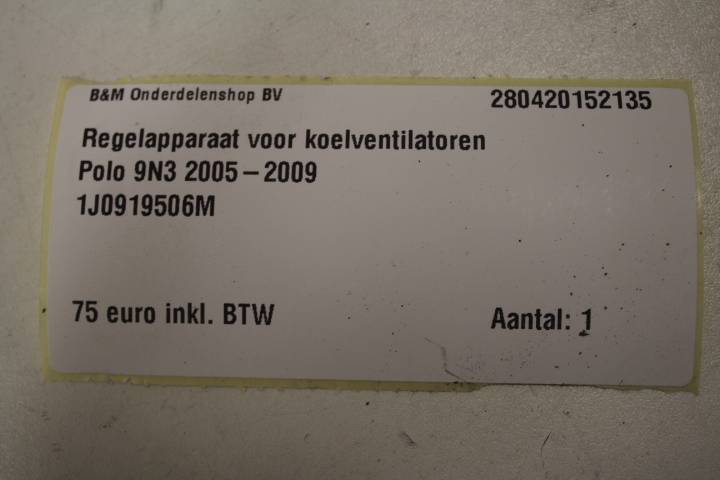 B&M Onderdelenshop BV 280420152135
Regelapparaat voor koelventilatoren
Polo 9N3 2005-2009
1J0919506M
75 euro inkl. BTW Aantal: 1